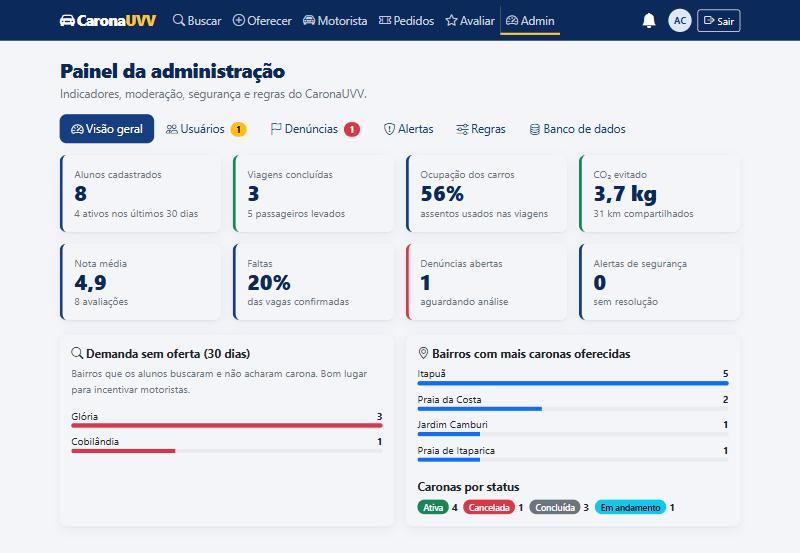 CaronaUVV Buscar Oferecer Motorista Pedidos Avaliar Admin AC Sair
Painel da administração
Indicadores, moderação, segurança e regras do CaronaUVV.
Visão geral Usuários 1 Denúncias 1 Alertas Regras Banco de dados
Alunos cadastrados
8
4 ativos nos últimos 30 dias
Viagens concluídas
3
5 passageiros levados
Ocupação dos carros
56%
assentos usados nas viagens
CO₂ evitado
3,7 kg
31 km compartilhados
Nota média
4,9
8 avaliações
Faltas
20%
das vagas confirmadas
Denúncias abertas
1
aguardando análise
Alertas de segurança
0
sem resolução
Demanda sem oferta (30 dias)
Bairros que os alunos buscaram e não acharam carona. Bom lugar
para incentivar motoristas.
Glória 3
Cobilândia 1
Bairros com mais caronas oferecidas
Itapuã 5
Praia da Costa 2
Jardim Camburi 1
Praia de Itaparica 1
Caronas por status
Ativa 4 Cancelada 1 Concluída 3 Em andamento 1